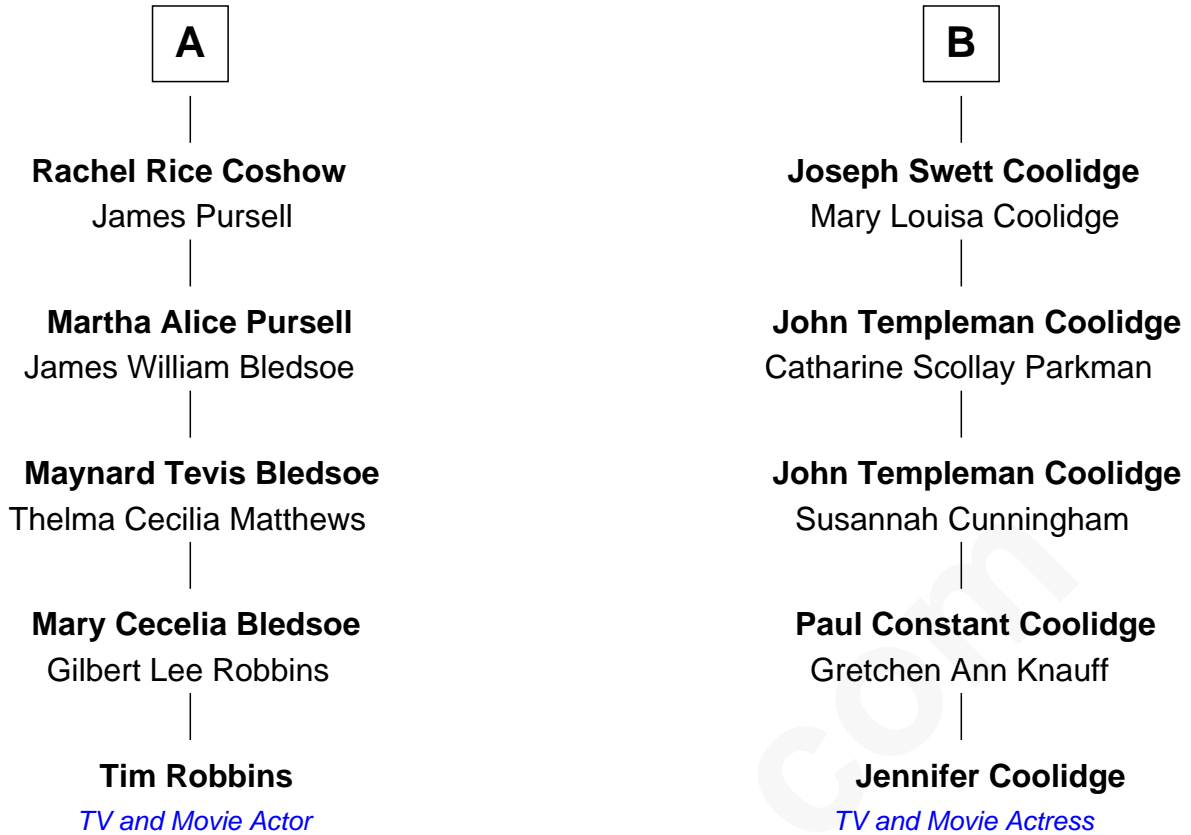 A
Rachel Rice Coshow
James Pursell
Martha Alice Pursell
James William Bledsoe
Maynard Tevis Bledsoe
Thelma Cecilia Matthews
Mary Cecelia Bledsoe
Gilbert Lee Robbins
Tim Robbins
TV and Movie Actor
B
Joseph Swett Coolidge
Mary Louisa Coolidge
John Templeman Coolidge
Catharine Scollay Parkman
John Templeman Coolidge
Susannah Cunningham
Paul Constant Coolidge
Gretchen Ann Knauff
Jennifer Coolidge
TV and Movie Actress
com